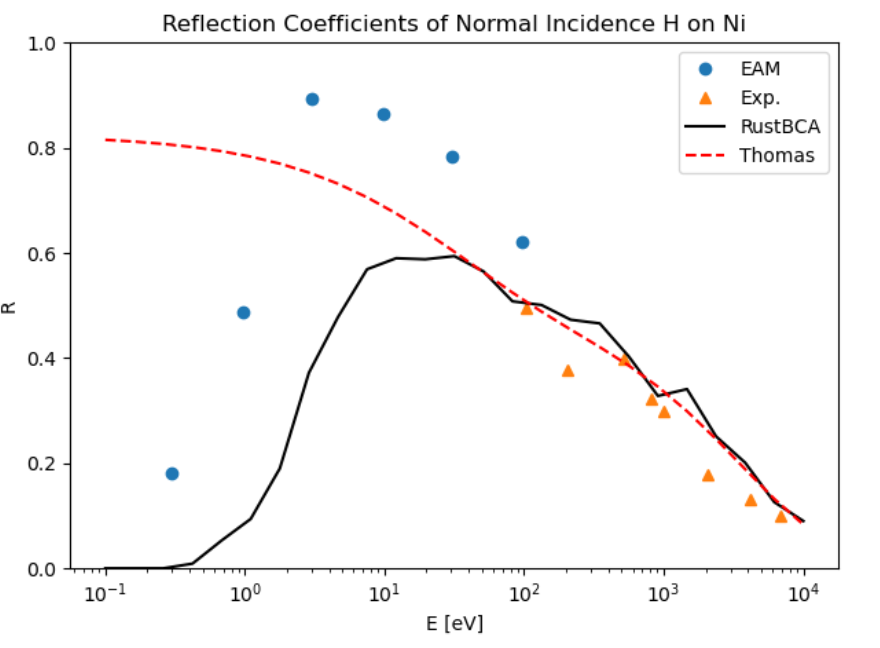 Reflection Coefficients of Normal Incidence H on Ni
1.0
0.8
0.6
0.4
0.2
0.0
R
EAM
Exp.
RustBCA
Thomas
10⁻¹ 10⁰ 10¹ 10² 10³ 10⁴
E [eV]